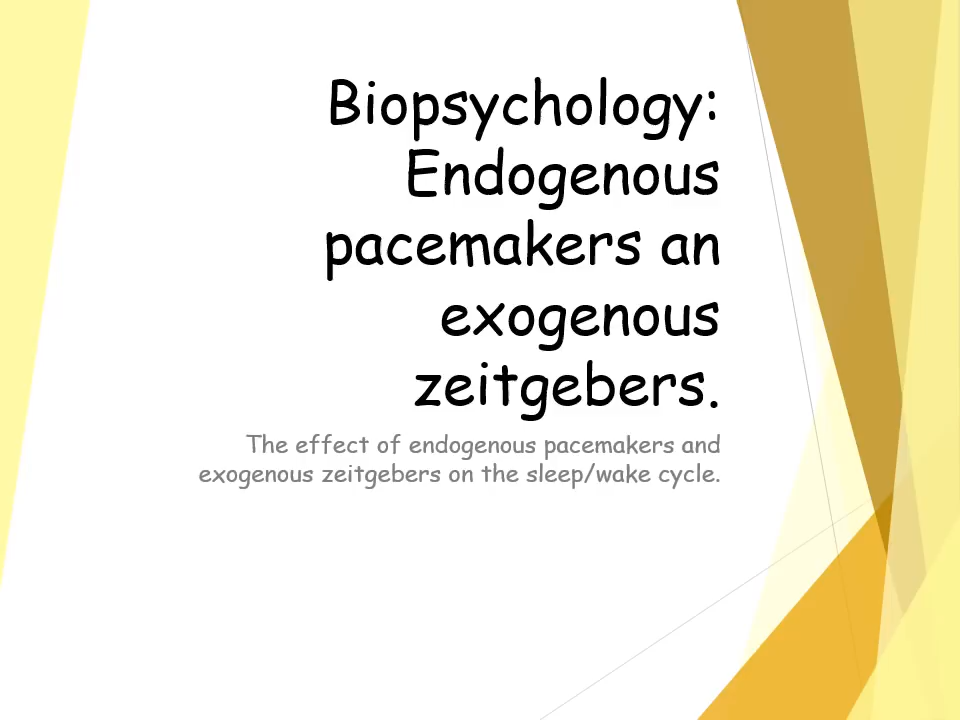 Biopsychology:
Endogenous
pacemakers an
exogenous
zeitgebers.
The effect of endogenous pacemakers and
exogenous zeitgebers on the sleep/wake cycle.